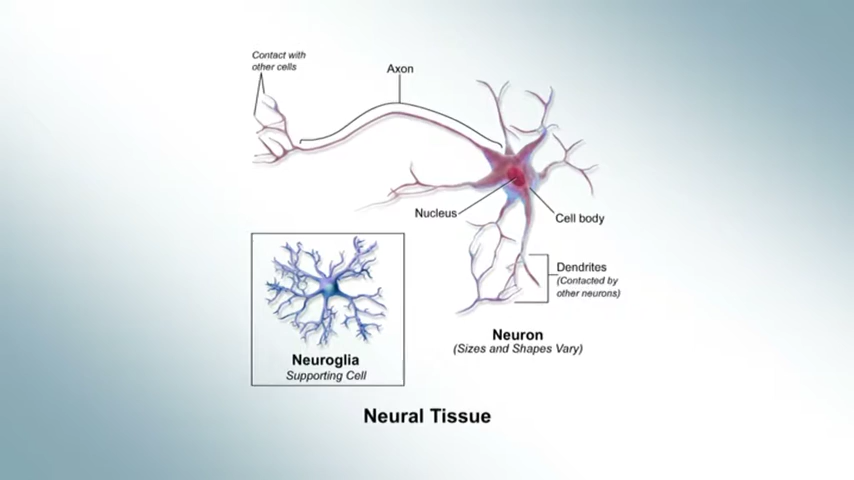 Contact with
other cells
Axon
Nucleus
Cell body
Dendrites
(Contacted by
other neurons)
Neuron
(Sizes and Shapes Vary)
Neuroglia
Supporting Cell
Neural Tissue